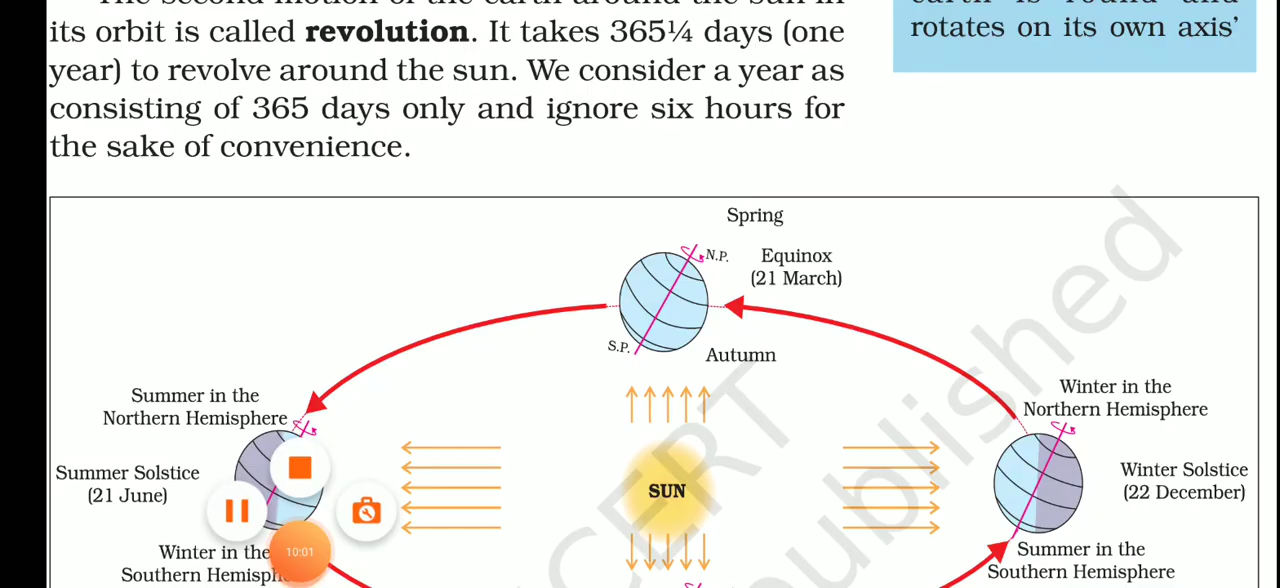 its orbit is called revolution. It takes 365¼ days (one
year) to revolve around the sun. We consider a year as
consisting of 365 days only and ignore six hours for
the sake of convenience.
rotates on its own axis’
Spring
N.P.
Equinox
(21 March)
S.P.
Autumn
Summer in the
Northern Hemisphere
Winter in the
Northern Hemisphere
Summer Solstice
(21 June)
SUN
Winter Solstice
(22 December)
10:01
Winter in the
Southern
Summer in the
Southern Hemisphere